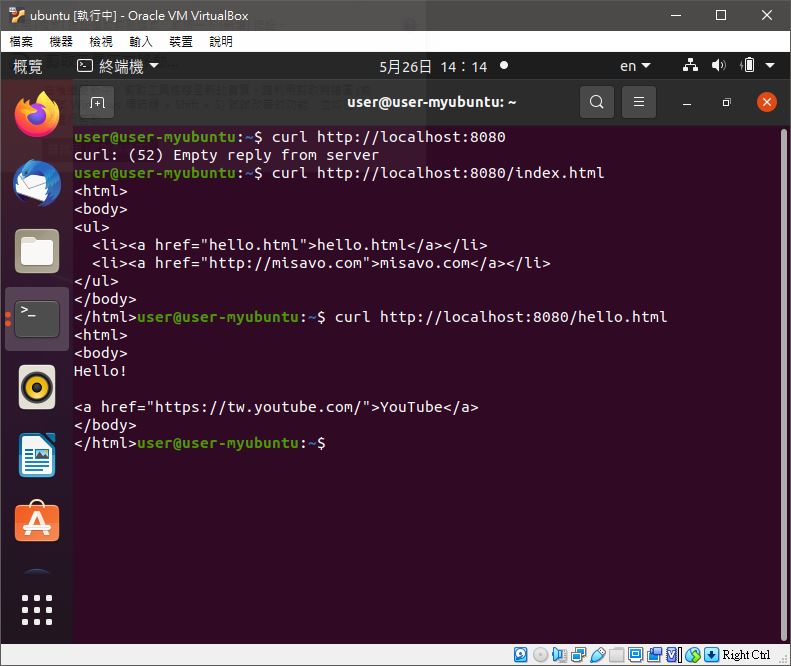 ubuntu [執行中] - Oracle VM VirtualBox
檔案 機器 檢視 輸入 裝置 說明
概覽 終端機 5月26日 14：14 en
user@user-myubuntu: ~
user@user-myubuntu:~$ curl http://localhost:8080
curl: (52) Empty reply from server
user@user-myubuntu:~$ curl http://localhost:8080/index.html
<html>
<body>
<ul>
  <li><a href="hello.html">hello.html</a></li>
  <li><a href="http://misavo.com">misavo.com</a></li>
</ul>
</body>
</html>user@user-myubuntu:~$ curl http://localhost:8080/hello.html
<html>
<body>
Hello!
<a href="https://tw.youtube.com/">YouTube</a>
</body>
</html>user@user-myubuntu:~$
Right Ctrl